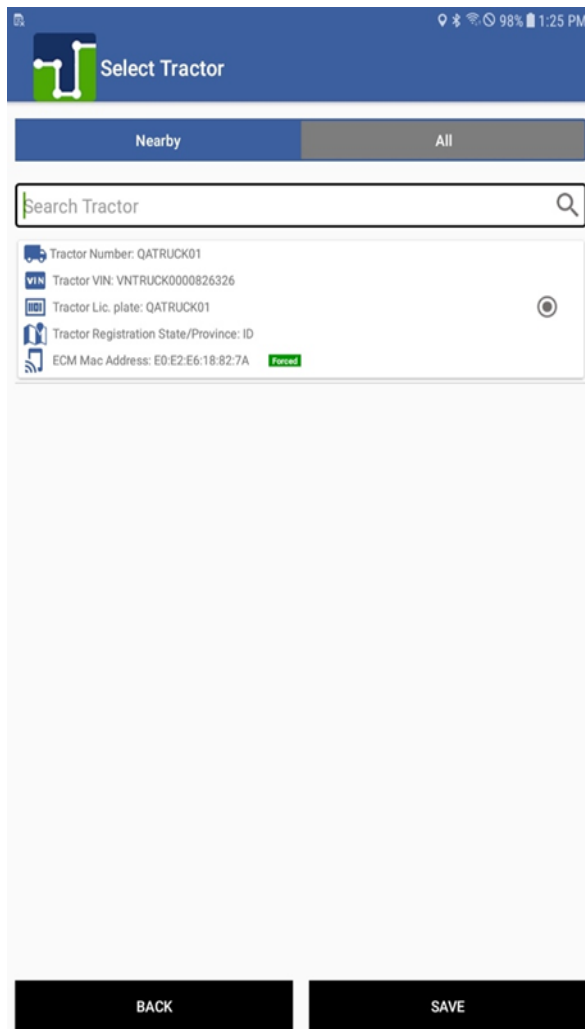 98% 1:25 PM
Select Tractor
Nearby All
Search Tractor
Tractor Number: QATRUCK01
VIN Tractor VIN: VNTRUCK0000826326
Tractor Lic. plate: QATRUCK01
Tractor Registration State/Province: ID
ECM Mac Address: E0:E2:E6:18:82:7A Forced
BACK SAVE